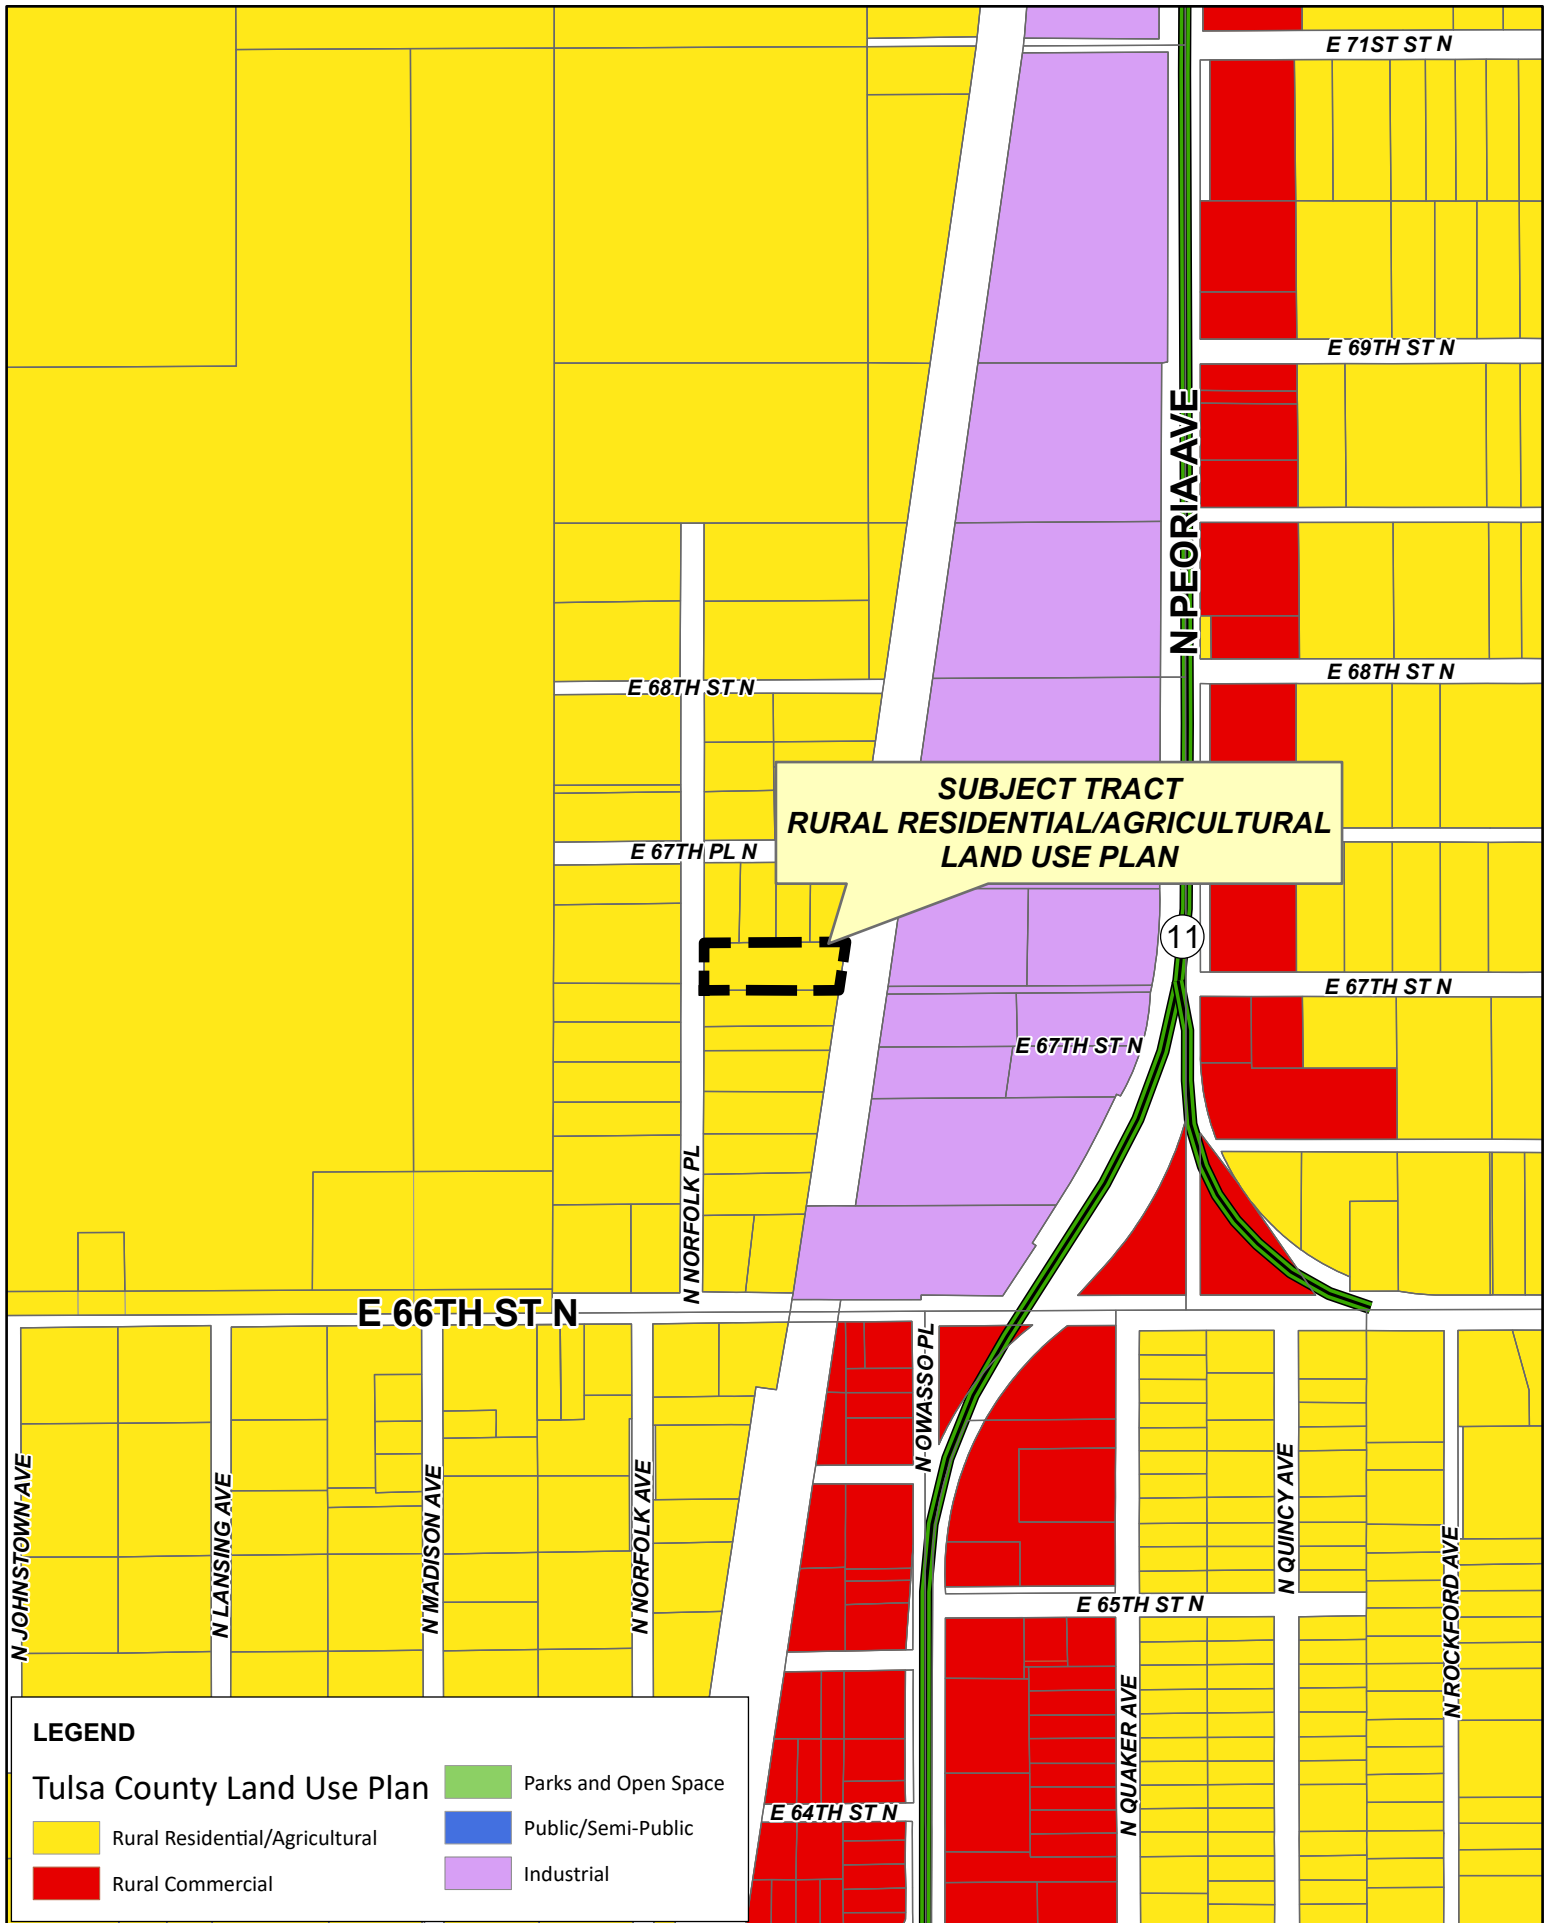 E 71ST ST N
E 69TH ST N
N PEORIA AVE
E 68TH ST N
E 68TH ST N
SUBJECT TRACT
RURAL RESIDENTIAL/AGRICULTURAL
LAND USE PLAN
E 67TH PL N
11
E 67TH ST N
E 67TH ST N
N NORFOLK PL
E 66TH ST N
N OWASSO PL
N JOHNSTOWN AVE
N LANSING AVE
N MADISON AVE
N NORFOLK AVE
N QUINCY AVE
N ROCKFORD AVE
E 65TH ST N
N QUAKER AVE
E 64TH ST N
LEGEND
Tulsa County Land Use Plan
Rural Residential/Agricultural
Rural Commercial
Parks and Open Space
Public/Semi-Public
Industrial